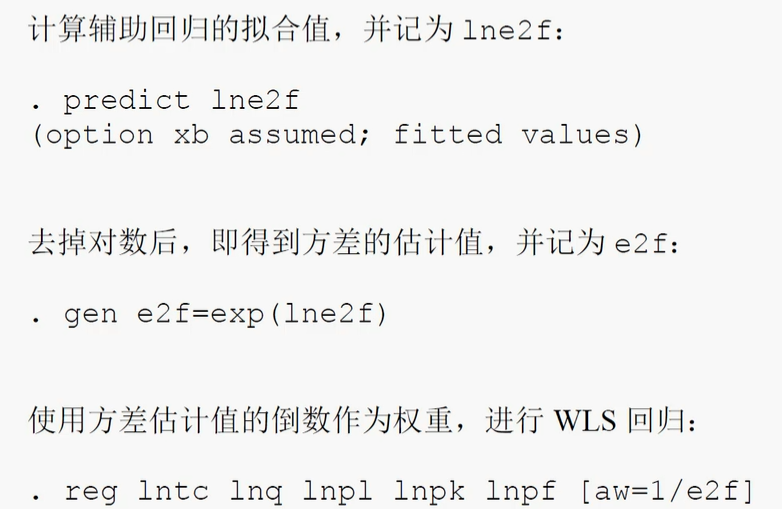 计算辅助回归的拟合值，并记为 lne2f：
. predict lne2f
(option xb assumed; fitted values)
去掉对数后，即得到方差的估计值，并记为 e2f：
. gen e2f=exp(lne2f)
使用方差估计值的倒数作为权重，进行 WLS 回归：
. reg lntc lnq lnpl lnpk lnpf [aw=1/e2f]